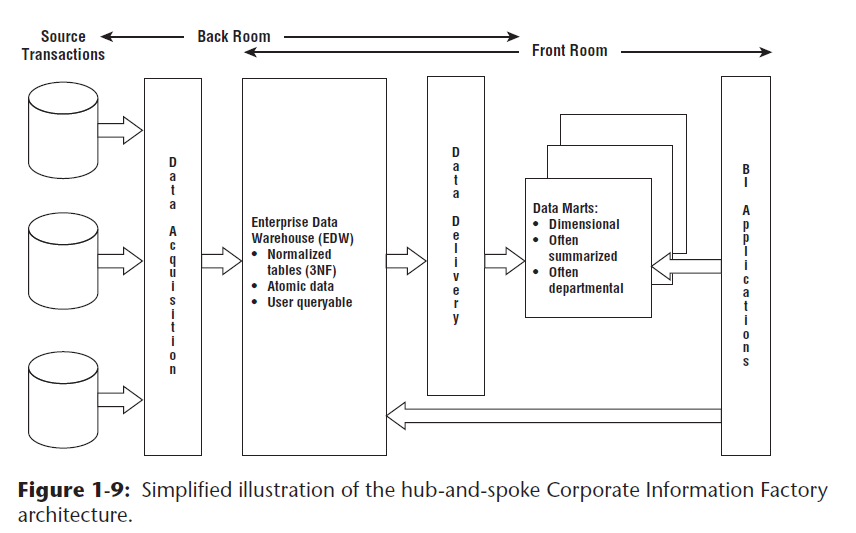 Source
Transactions
Back Room
Front Room
Data Acquisition
Enterprise Data
Warehouse (EDW)
• Normalized
tables (3NF)
• Atomic data
• User queryable
Data Delivery
Data Marts:
• Dimensional
• Often
summarized
• Often
departmental
BI Applications
Figure 1-9: Simplified illustration of the hub-and-spoke Corporate Information Factory
architecture.